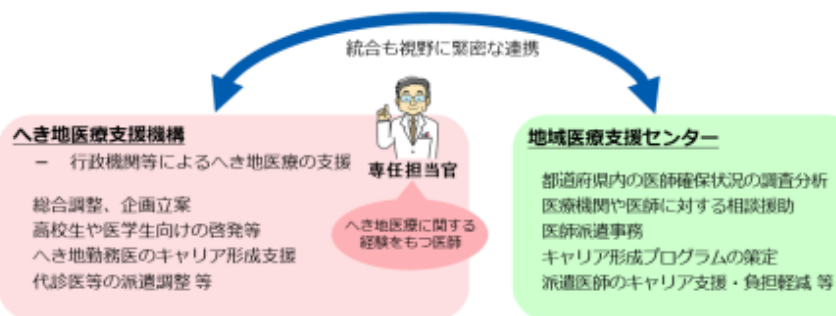 統合も視野に緊密な連携
へき地医療支援機構
− 行政機関等によるへき地医療の支援
専任担当官
総合調整、企画立案
高校生や医学生向けの啓発等
へき地勤務医のキャリア形成支援
代診医等の派遣調整 等
へき地医療に関する
経験をもつ医師
地域医療支援センター
都道府県内の医師確保状況の調査分析
医療機関や医師に対する相談援助
医師派遣事務
キャリア形成プログラムの策定
派遣医師のキャリア支援・負担軽減 等